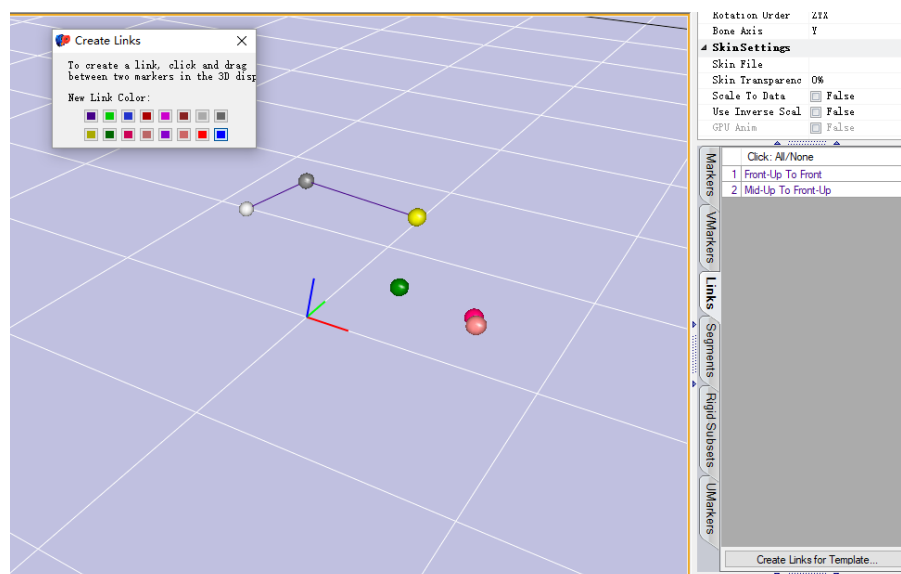 Create Links
To create a link, click and drag
between two markers in the 3D disp
New Link Color:
Rotation Order ZYX
Bone Axis Y
SkinSettings
Skin File
Skin Transparenc 0%
Scale To Data False
Use Inverse Scal False
GPU Anim False
Markers
VMarkers
Links
Segments
Rigid Subsets
UMarkers
Click: All/None
1 Front-Up To Front
2 Mid-Up To Front-Up
Create Links for Template...